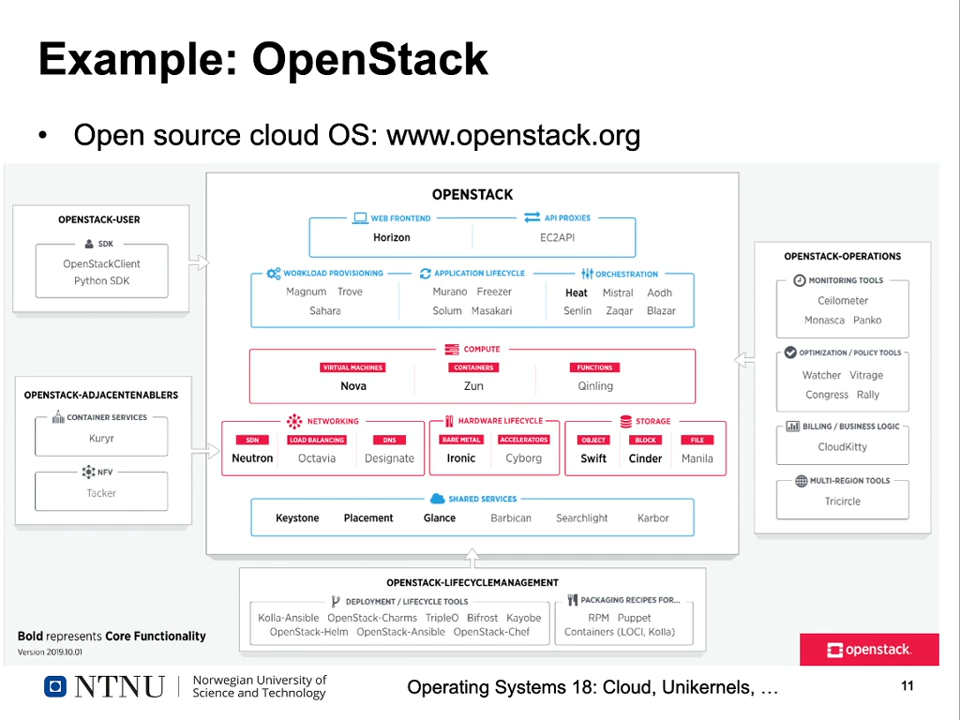 Example: OpenStack
• Open source cloud OS: www.openstack.org
OPENSTACK-USER
SDK
OpenStackClient
Python SDK
OPENSTACK-ADJACENTENABLERS
CONTAINER SERVICES
Kuryr
NFV
Tacker
OPENSTACK
WEB FRONTEND
Horizon
API PROXIES
EC2API
WORKLOAD PROVISIONING
Magnum Trove
Sahara
APPLICATION LIFECYCLE
Murano Freezer
Solum Masakari
ORCHESTRATION
Heat Mistral Aodh
Senlin Zaqar Blazar
COMPUTE
VIRTUAL MACHINES
Nova
CONTAINERS
Zun
FUNCTIONS
Qinling
NETWORKING
SDN
Neutron
LOAD BALANCING
Octavia
DNS
Designate
HARDWARE LIFECYCLE
BARE METAL
Ironic
ACCELERATORS
Cyborg
STORAGE
OBJECT
Swift
BLOCK
Cinder
FILE
Manila
SHARED SERVICES
Keystone Placement Glance Barbican Searchlight Karbor
OPENSTACK-OPERATIONS
MONITORING TOOLS
Ceilometer
Monasca Panko
OPTIMIZATION / POLICY TOOLS
Watcher Vitrage
Congress Rally
BILLING / BUSINESS LOGIC
CloudKitty
MULTI-REGION TOOLS
Tricircle
OPENSTACK-LIFECYCLEMANAGEMENT
DEPLOYMENT / LIFECYCLE TOOLS
Kolla-Ansible OpenStack-Charms TripleO Bifrost Kayobe
OpenStack-Helm OpenStack-Ansible OpenStack-Chef
PACKAGING RECIPES FOR...
RPM Puppet
Containers (LOCI, Kolla)
Bold represents Core Functionality
Version 2019.10.01
openstack.
NTNU
Norwegian University of
Science and Technology
Operating Systems 18: Cloud, Unikernels, …
11